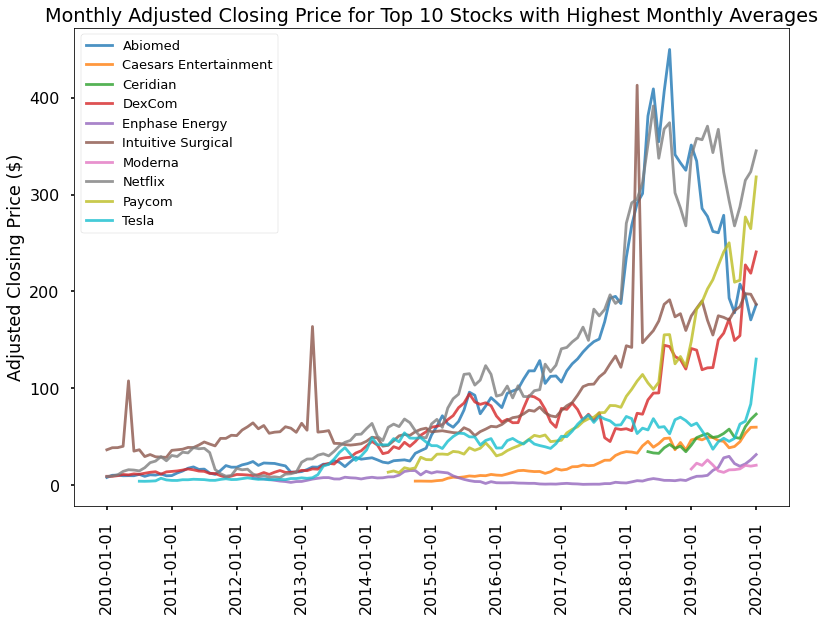 Monthly Adjusted Closing Price for Top 10 Stocks with Highest Monthly Averages
Abiomed
Caesars Entertainment
Ceridian
DexCom
Enphase Energy
Intuitive Surgical
Moderna
Netflix
Paycom
Tesla
Adjusted Closing Price ($)
400
300
200
100
0
2010-01-01
2011-01-01
2012-01-01
2013-01-01
2014-01-01
2015-01-01
2016-01-01
2017-01-01
2018-01-01
2019-01-01
2020-01-01